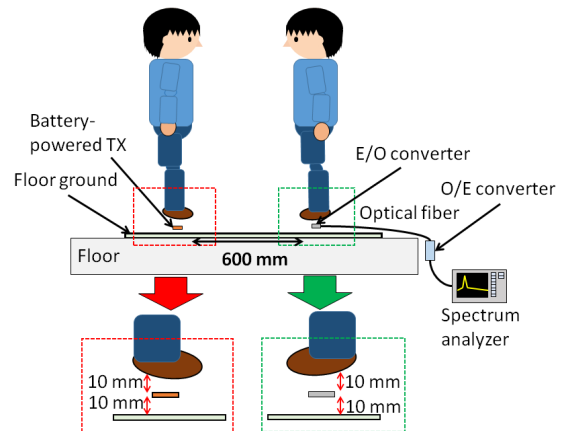 Battery-
powered TX
Floor ground
E/O converter
O/E converter
Optical fiber
Floor
600 mm
Spectrum
analyzer
10 mm
10 mm
10 mm
10 mm